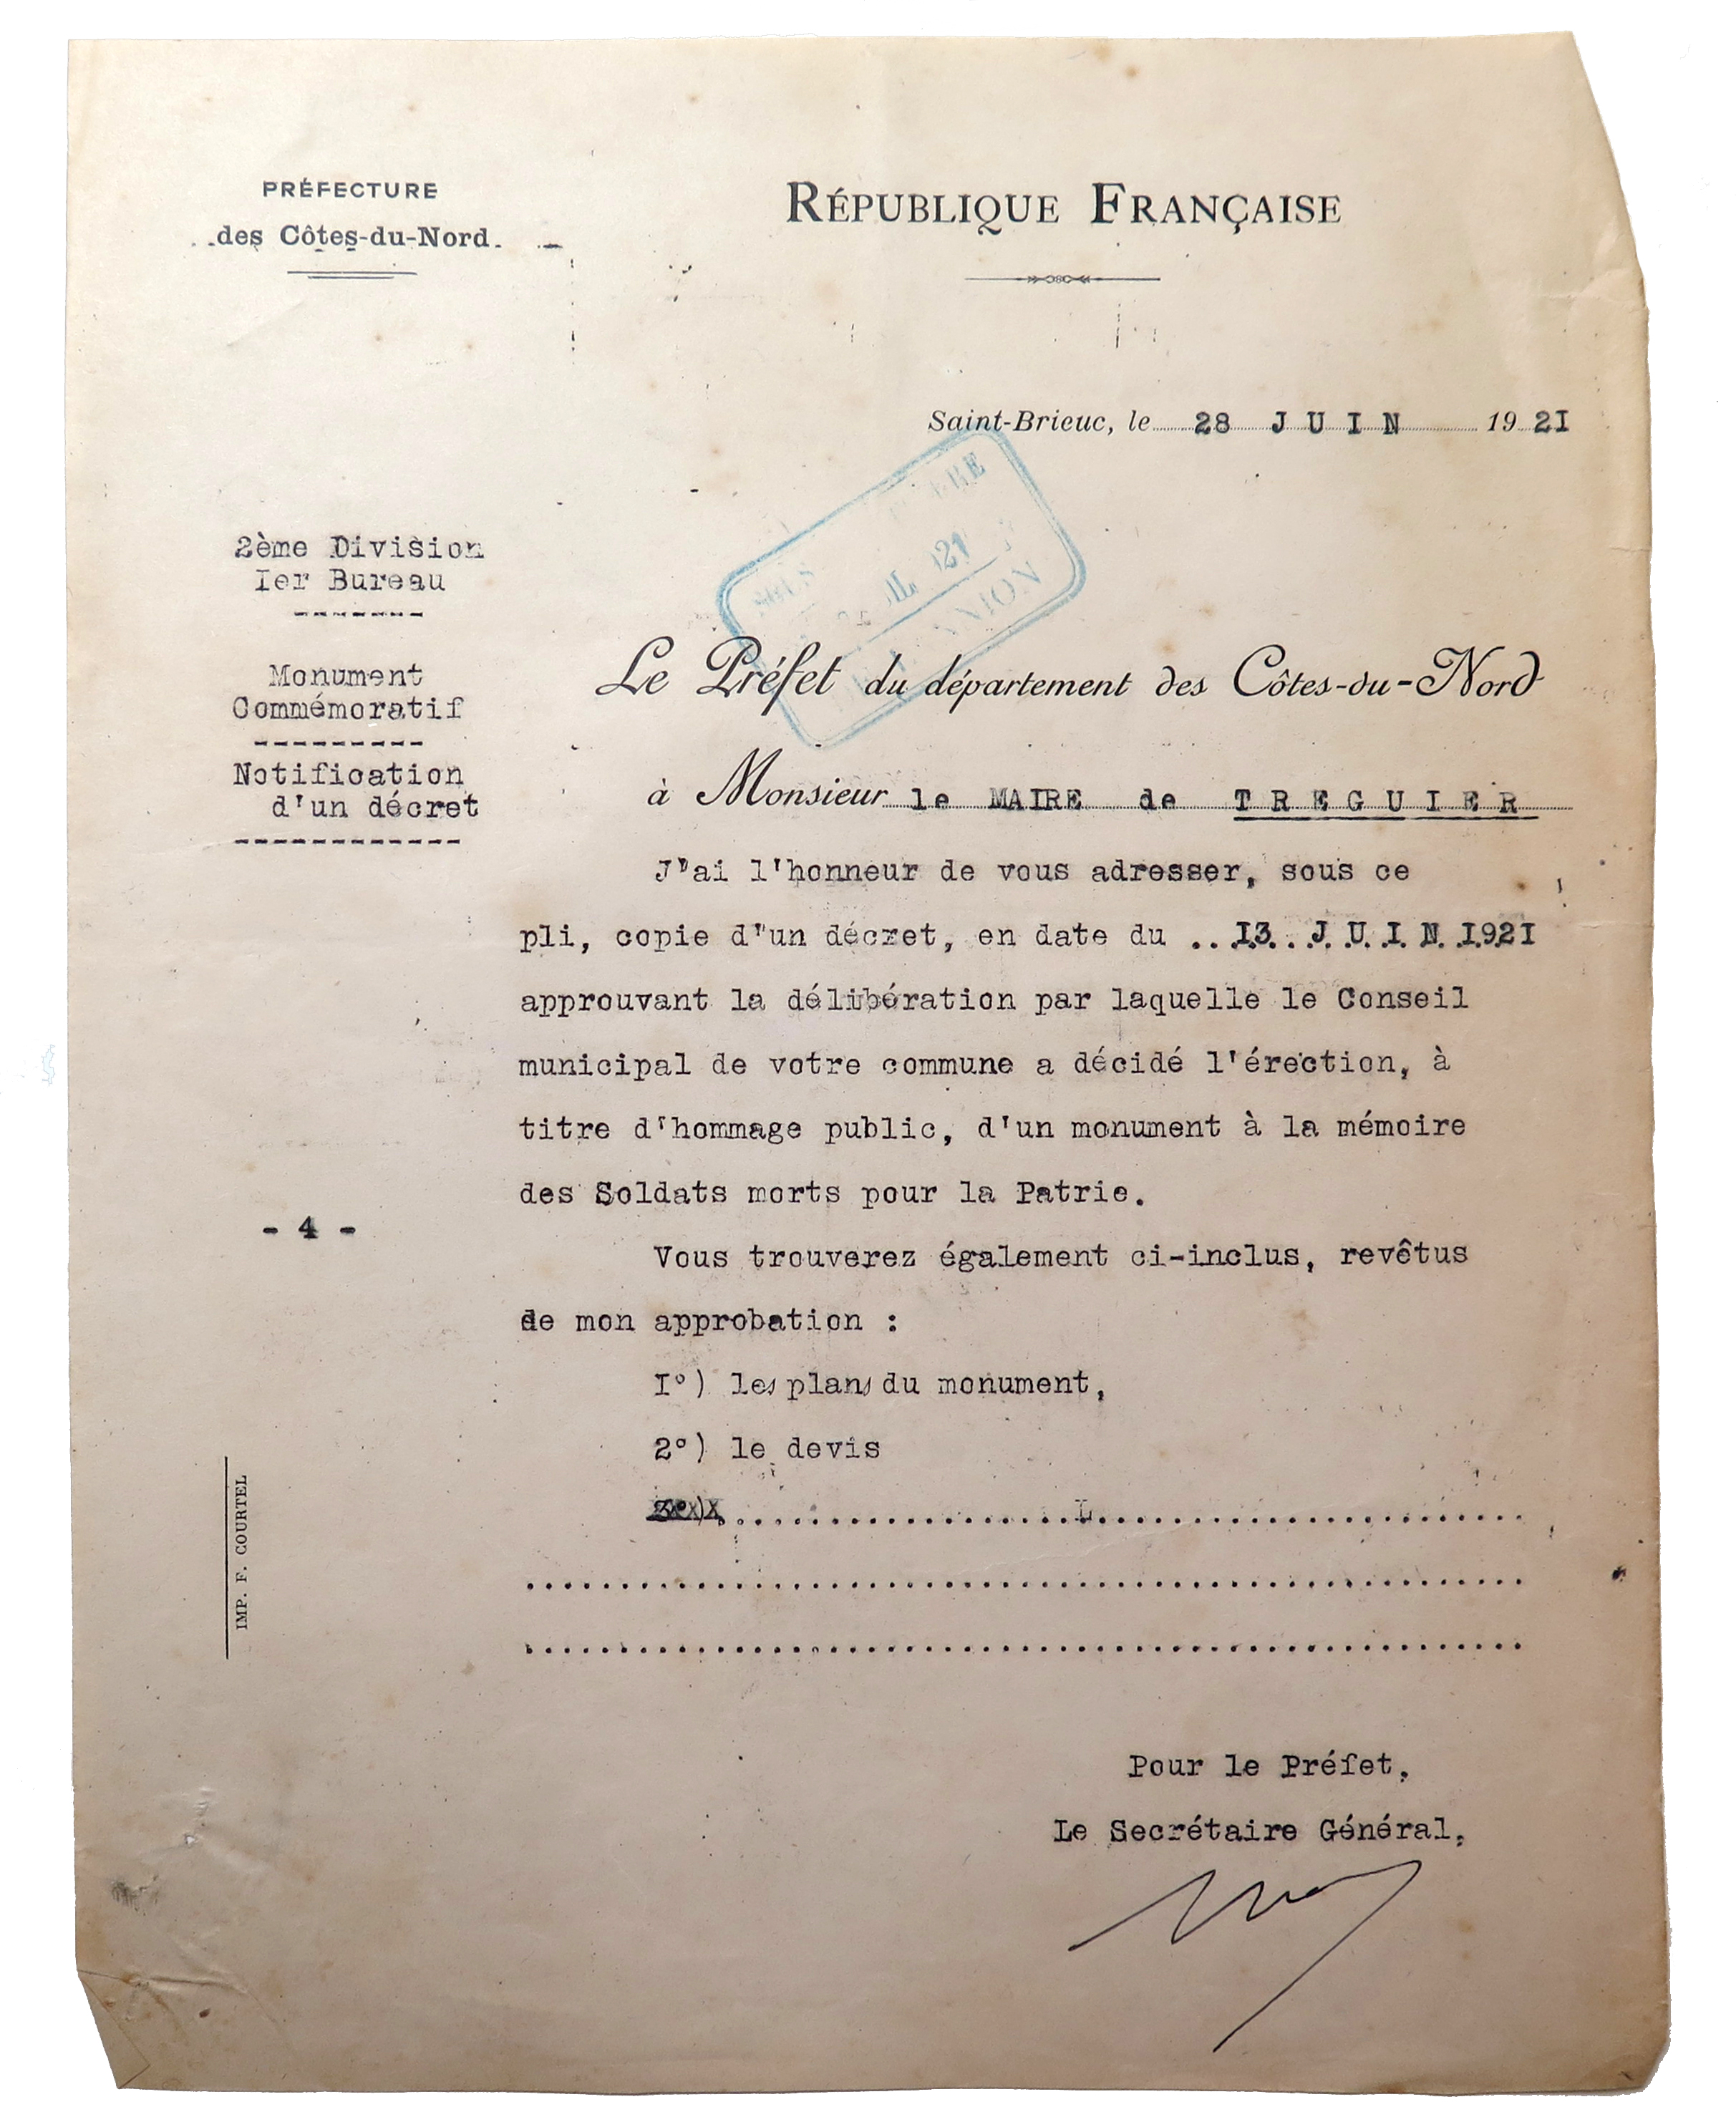 PRÉFECTURE
des Côtes-du-Nord
RÉPUBLIQUE FRANÇAISE
Saint-Brieuc, le 28 JUIN 1921
2ème Division
Ier Bureau
Monument
Commémoratif
Notification
d'un décret
Le Préfet du département des Côtes-du-Nord
à Monsieur le MAIRE de TREGUIER
J'ai l'honneur de vous adresser, sous ce
pli, copie d'un décret, en date du ..I3..J.U.I.N.I92I
approuvant la délibération par laquelle le Conseil
municipal de votre commune a décidé l'érection, à
titre d'hommage public, d'un monument à la mémoire
des Soldats morts pour la Patrie.
- 4 -
Vous trouverez également ci-inclus, revêtus
de mon approbation :
I°) les plans du monument,
2°) le devis
IMP. F. COURTEL
Pour le Préfet,
Le Secrétaire Général,